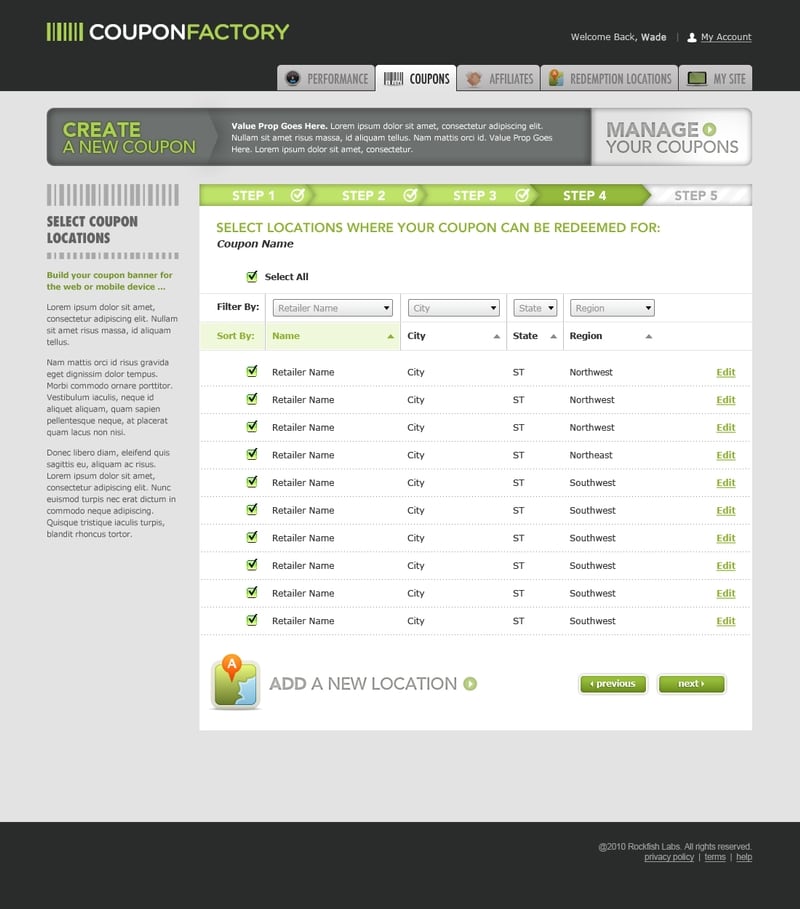 COUPONFACTORY
Welcome Back, Wade | My Account
PERFORMANCE COUPONS AFFILIATES REDEMPTION LOCATIONS MY SITE
CREATE
A NEW COUPON
Value Prop Goes Here. Lorem ipsum dolor sit amet, consectetur adipiscing elit.
Nullam sit amet risus massa, id aliquam tellus. Nam mattis orci id. Value Prop Goes
Here. Lorem ipsum dolor sit amet, consectetur.
MANAGE
YOUR COUPONS
SELECT COUPON
LOCATIONS
Build your coupon banner for
the web or mobile device ...
Lorem ipsum dolor sit amet,
consectetur adipiscing elit. Nullam
sit amet risus massa, id aliquam
tellus.
Nam mattis orci id risus gravida
eget dignissim dolor tempus.
Morbi commodo ornare porttitor.
Vestibulum iaculis, neque id
aliquet aliquam, quam sapien
pellentesque neque, at placerat
quam lacus non nisi.
Donec libero diam, eleifend quis
sagittis eu, aliquam ac risus.
Lorem ipsum dolor sit amet,
consectetur adipiscing elit. Nunc
euismod turpis nec erat dictum in
commodo neque adipiscing.
Quisque tristique iaculis turpis,
blandit rhoncus tortor.
STEP 1 STEP 2 STEP 3 STEP 4 STEP 5
SELECT LOCATIONS WHERE YOUR COUPON CAN BE REDEEMED FOR:
Coupon Name
Select All
Filter By: Retailer Name City State Region
Sort By: Name City State Region
Retailer Name City ST Northwest Edit
Retailer Name City ST Northwest Edit
Retailer Name City ST Northwest Edit
Retailer Name City ST Northeast Edit
Retailer Name City ST Southwest Edit
Retailer Name City ST Southwest Edit
Retailer Name City ST Southwest Edit
Retailer Name City ST Southwest Edit
Retailer Name City ST Southwest Edit
Retailer Name City ST Southwest Edit
A
ADD A NEW LOCATION
previous next
@2010 Rockfish Labs. All rights reserved.
privacy policy | terms | help